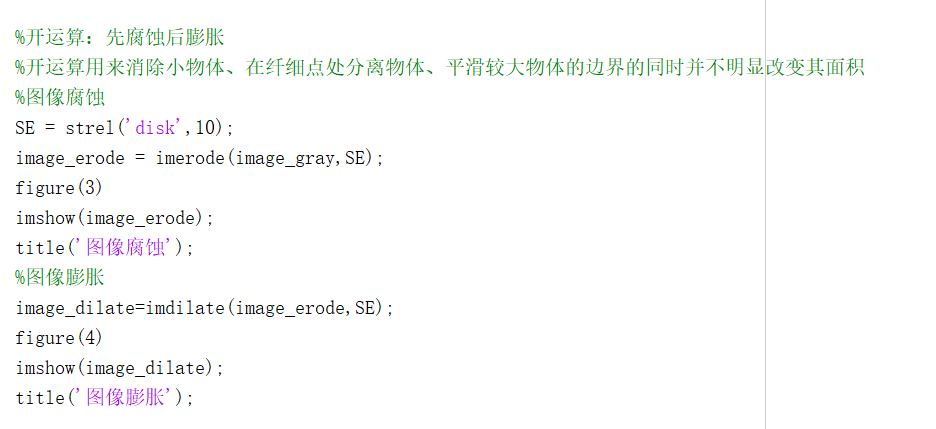 %开运算：先腐蚀后膨胀
%开运算用来消除小物体、在纤细点处分离物体、平滑较大物体的边界的同时并不明显改变其面积
%图像腐蚀
SE = strel('disk',10);
image_erode = imerode(image_gray,SE);
figure(3)
imshow(image_erode);
title('图像腐蚀');
%图像膨胀
image_dilate=imdilate(image_erode,SE);
figure(4)
imshow(image_dilate);
title('图像膨胀');